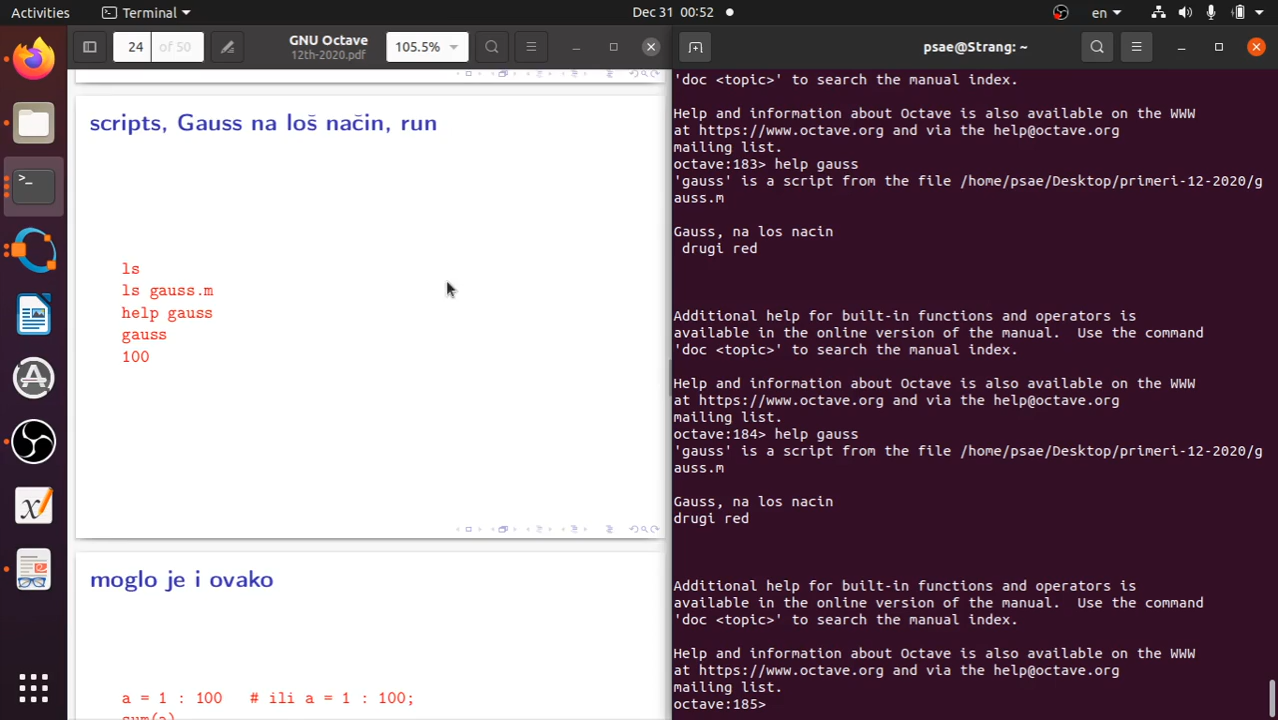 Activities
Terminal
Dec 31 00:52
en
24
of 50
GNU Octave
12th-2020.pdf
105.5%
scripts, Gauss na loš način, run
ls
ls gauss.m
help gauss
gauss
100
moglo je i ovako
a = 1 : 100 # ili a = 1 : 100;
sum(a)
psae@Strang: ~
'doc <topic>' to search the manual index.
Help and information about Octave is also available on the WWW
at https://www.octave.org and via the help@octave.org
mailing list.
octave:183> help gauss
'gauss' is a script from the file /home/psae/Desktop/primeri-12-2020/g
auss.m
Gauss, na los nacin
drugi red
Additional help for built-in functions and operators is
available in the online version of the manual.  Use the command
'doc <topic>' to search the manual index.
Help and information about Octave is also available on the WWW
at https://www.octave.org and via the help@octave.org
mailing list.
octave:184> help gauss
'gauss' is a script from the file /home/psae/Desktop/primeri-12-2020/g
auss.m
Gauss, na los nacin
drugi red
Additional help for built-in functions and operators is
available in the online version of the manual.  Use the command
'doc <topic>' to search the manual index.
Help and information about Octave is also available on the WWW
at https://www.octave.org and via the help@octave.org
mailing list.
octave:185>